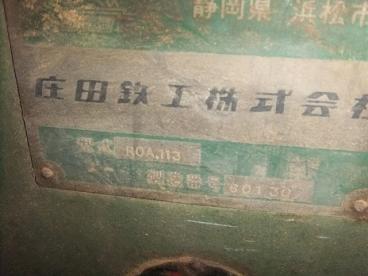 静岡県 浜松市
庄田鉄工株式会社
型式 ROA.113
製造番号 60130